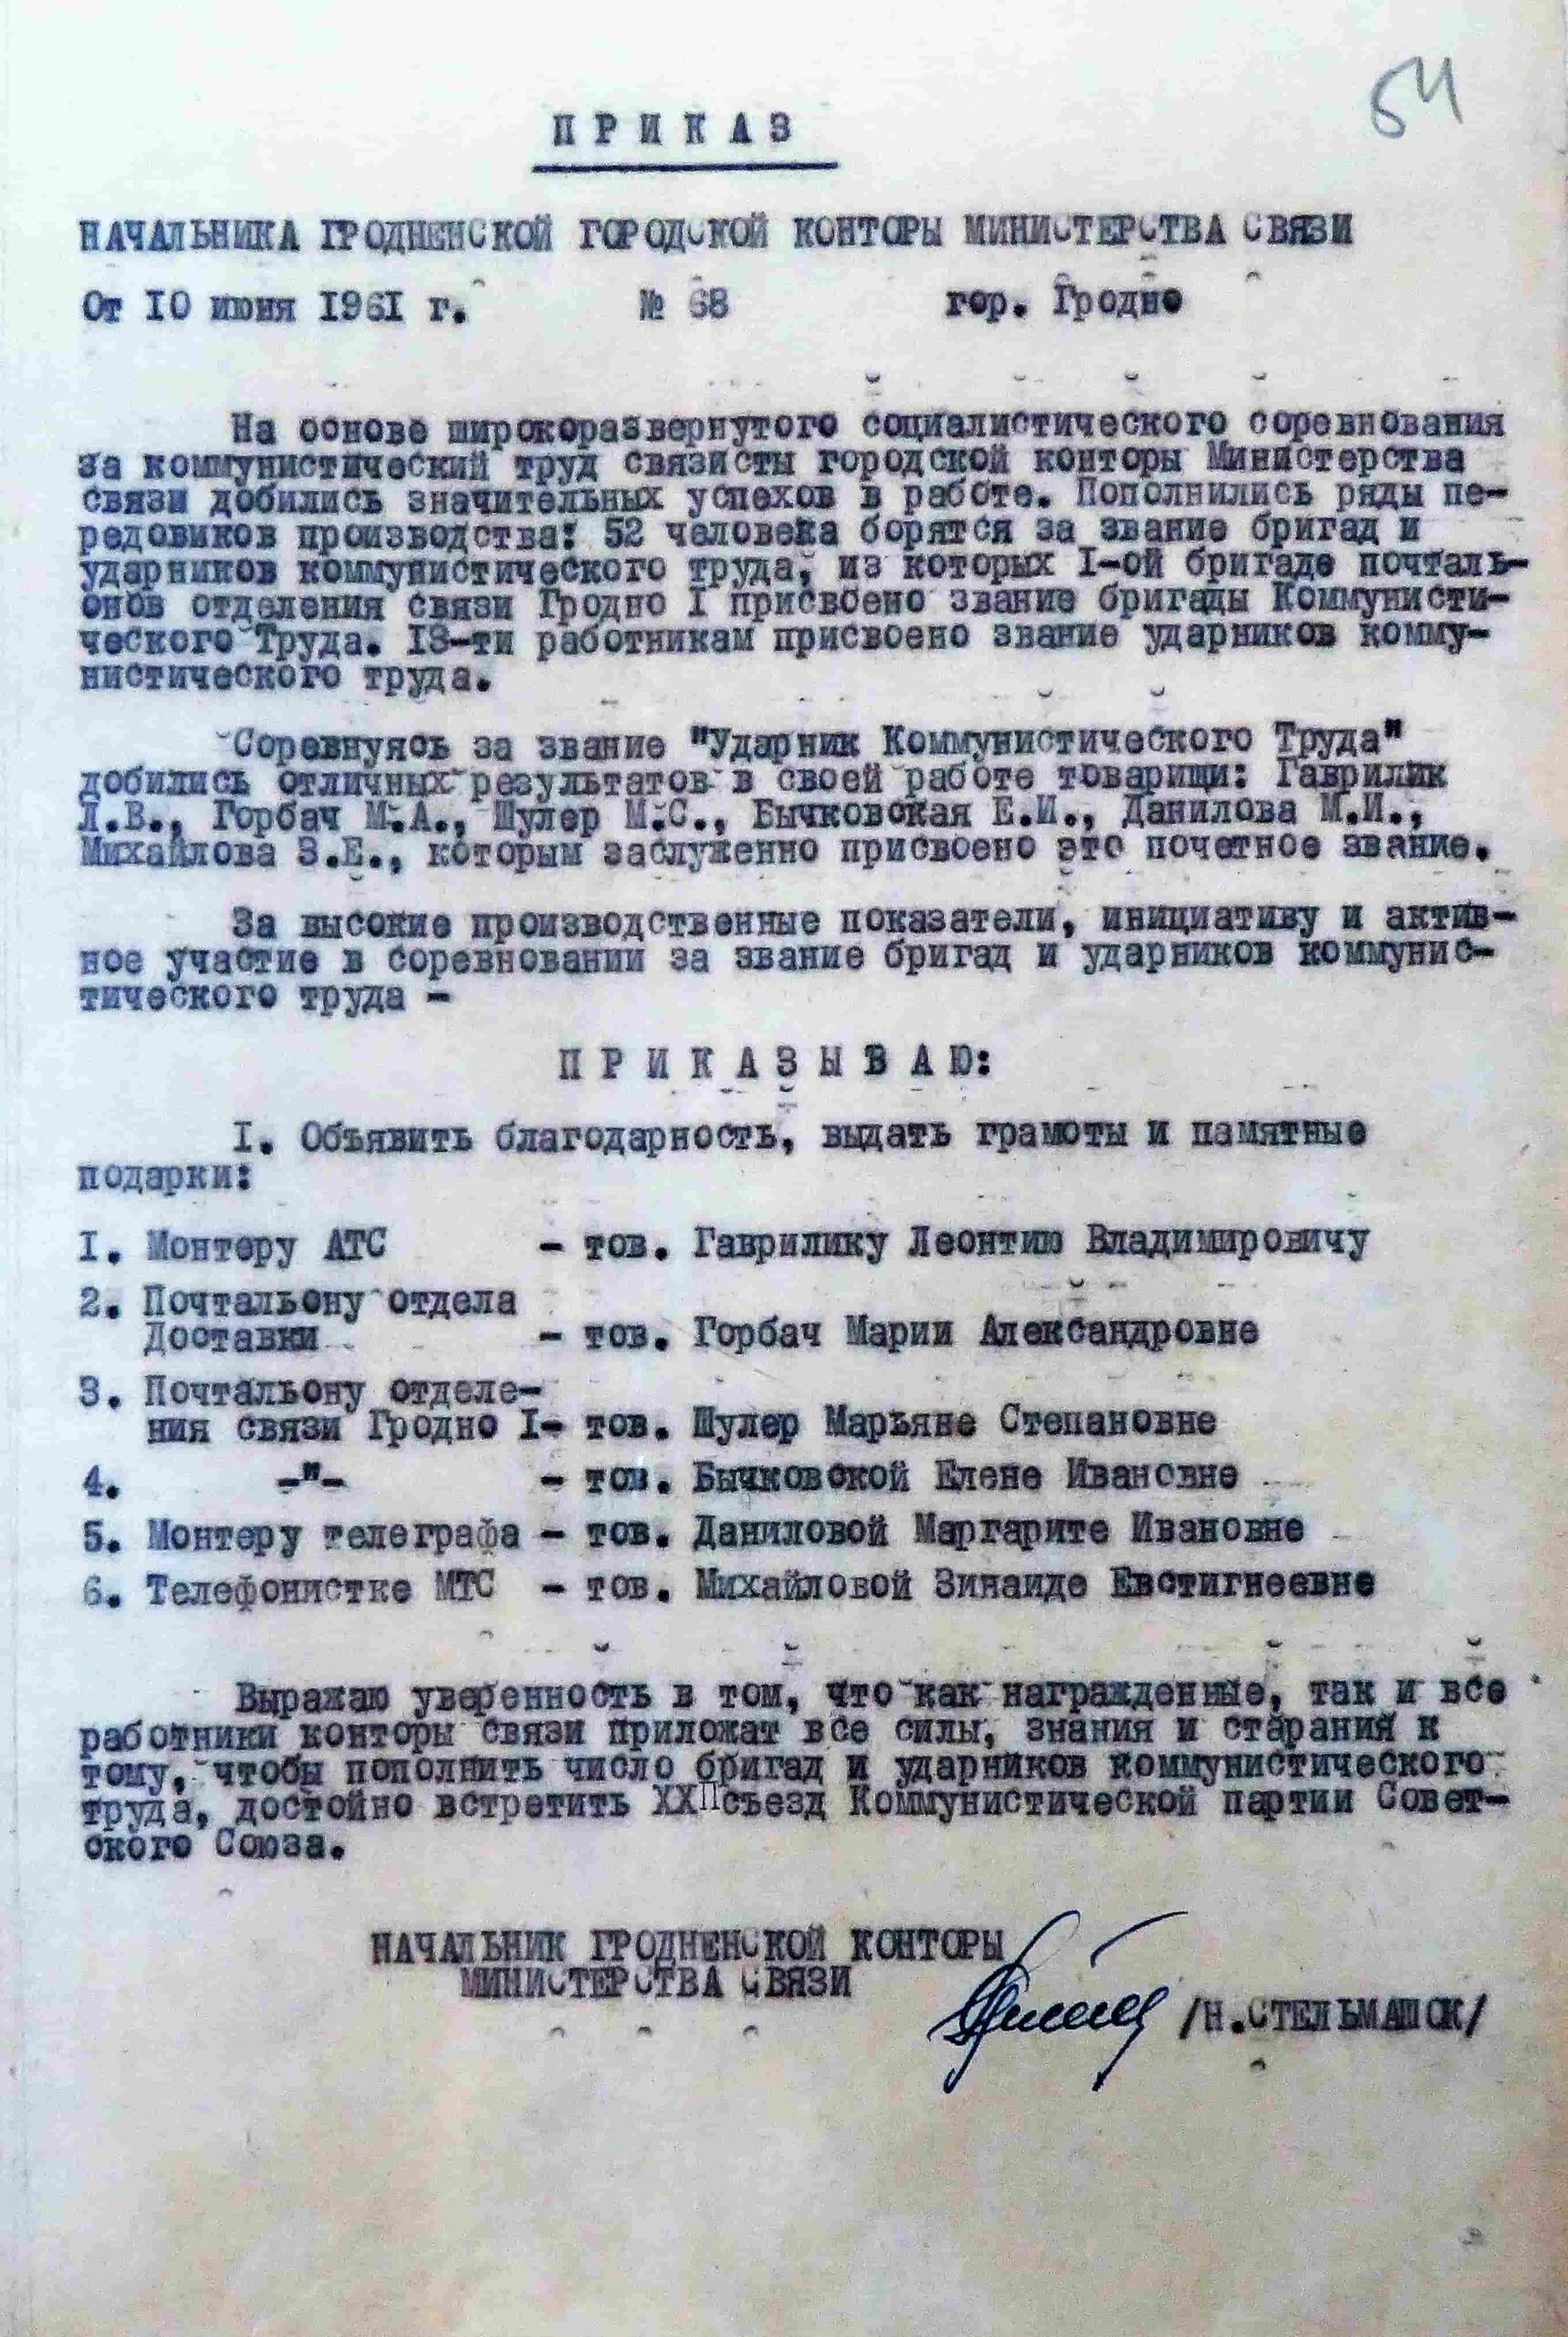 54
ПРИКАЗ
НАЧАЛЬНИКА ГРОДНЕНСКОЙ ГОРОДСКОЙ КОНТОРЫ МИНИСТЕРСТВА СВЯЗИ
От 10 июня 1961 г. № 68 гор. Гродно
На основе широкоразвернутого социалистического соревнования
за коммунистический труд связисты городской конторы Министерства
связи добились значительных успехов в работе. Пополнились ряды пе-
редовиков производства: 52 человека борятся за звание бригад и
ударников коммунистического труда, из которых I-ой бригаде почталь-
онов отделения связи Гродно I присвоено звание бригады Коммунисти-
ческого Труда. 13-ти работникам присвоено звание ударников комму-
нистического труда.
Соревнуясь за звание "Ударник Коммунистического Труда"
добились отличных результатов в своей работе товарищи: Гаврилик
Л.В., Горбач М.А., Шулер М.С., Бычковская Е.И., Данилова М.И.,
Михайлова З.Е., которым заслуженно присвоено это почетное звание.
За высокие производственные показатели, инициативу и актив-
ное участие в соревновании за звание бригад и ударников коммунис-
тического труда -
ПРИКАЗЫВАЮ:
I. Объявить благодарность, выдать грамоты и памятные
подарки:
I. Монтеру АТС - тов. Гаврилику Леонтию Владимировичу
2. Почтальону отдела
Доставки - тов. Горбач Марии Александровне
3. Почтальону отделе-
ния связи Гродно I- тов. Шулер Марьяне Степановне
4. -"- - тов. Бычковской Елене Ивановне
5. Монтеру телеграфа - тов. Даниловой Маргарите Ивановне
6. Телефонистке МТС - тов. Михайловой Зинаиде Евстигнеевне
Выражаю уверенность в том, что как награжденные, так и все
работники конторы связи приложат все силы, знания и старания к
тому, чтобы пополнить число бригад и ударников коммунистического
труда, достойно встретить ХХII съезд Коммунистической партии Совет-
ского Союза.
НАЧАЛЬНИК ГРОДНЕНСКОЙ КОНТОРЫ
МИНИСТЕРСТВА СВЯЗИ
/Н.СТЕЛЬМАШОК/